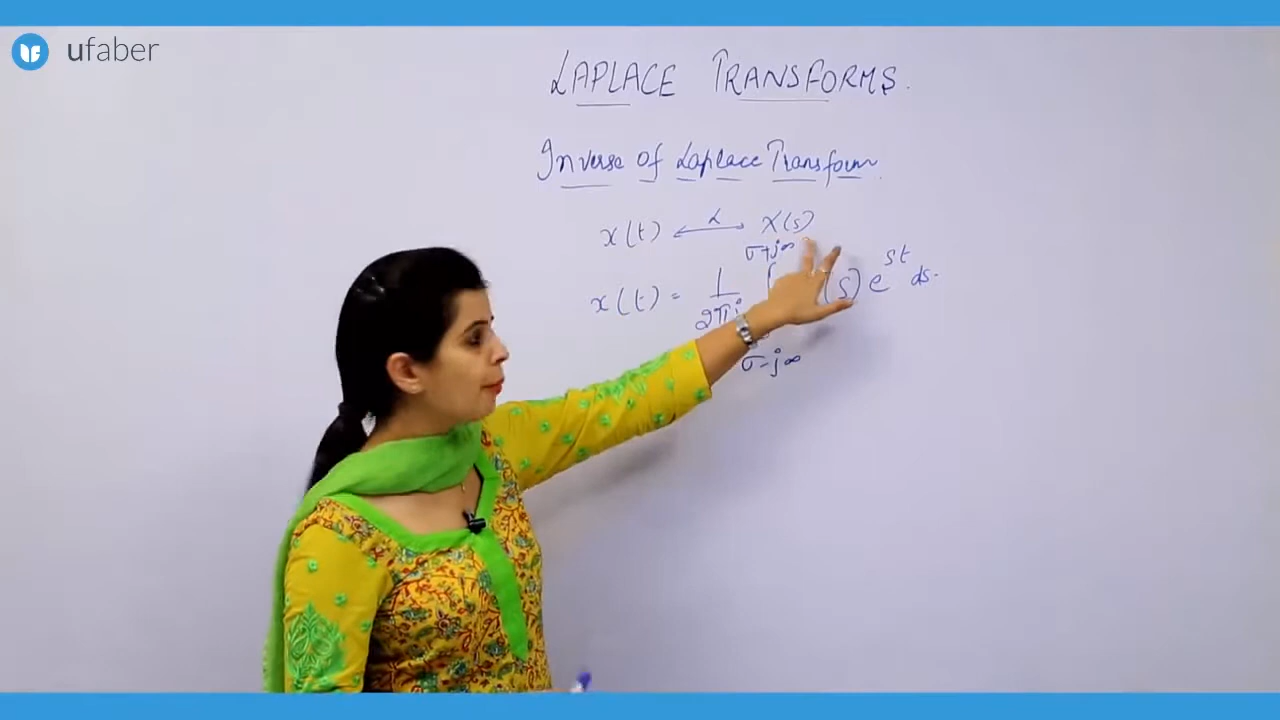 ufaber
LAPLACE TRANSFORMS.
Inverse of Laplace Transform.
x(t) ⟷ᴸ X(s)
σ+j∞
x(t) = 1/2πj ∫ (s) e^st ds.
σ-j∞